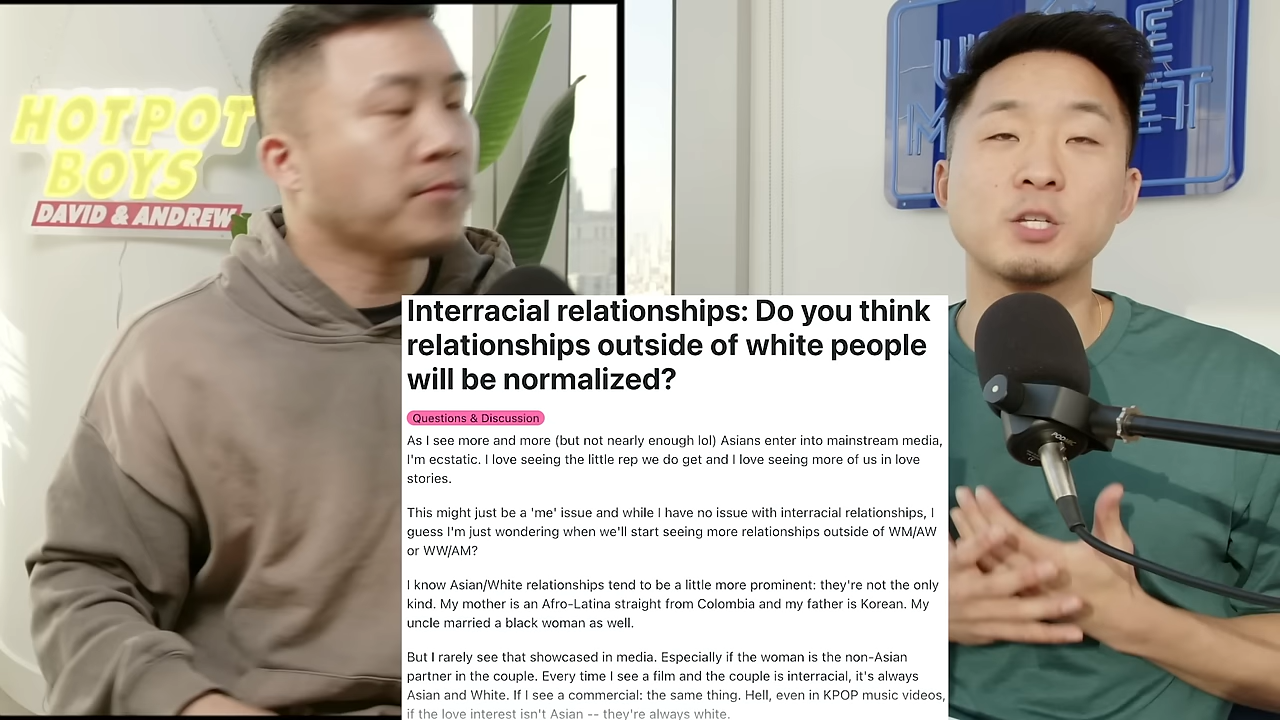 HOTPOT
BOYS
DAVID & ANDREW
Interracial relationships: Do you think
relationships outside of white people
will be normalized?
Questions & Discussion
As I see more and more (but not nearly enough lol) Asians enter into mainstream media,
I'm ecstatic. I love seeing the little rep we do get and I love seeing more of us in love
stories.
This might just be a 'me' issue and while I have no issue with interracial relationships, I
guess I'm just wondering when we'll start seeing more relationships outside of WM/AW
or WW/AM?
I know Asian/White relationships tend to be a little more prominent: they're not the only
kind. My mother is an Afro-Latina straight from Colombia and my father is Korean. My
uncle married a black woman as well.
But I rarely see that showcased in media. Especially if the woman is the non-Asian
partner in the couple. Every time I see a film and the couple is interracial, it's always
Asian and White. If I see a commercial: the same thing. Hell, even in KPOP music videos,
if the love interest isn't Asian -- they're always white.